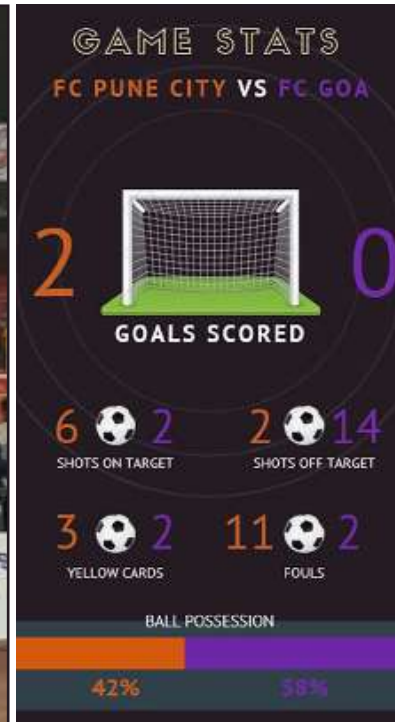 GAME STATS
FC PUNE CITY VS FC GOA
2 0
GOALS SCORED
6 2
SHOTS ON TARGET
2 14
SHOTS OFF TARGET
3 2
YELLOW CARDS
11 2
FOULS
BALL POSSESSION
42% 58%